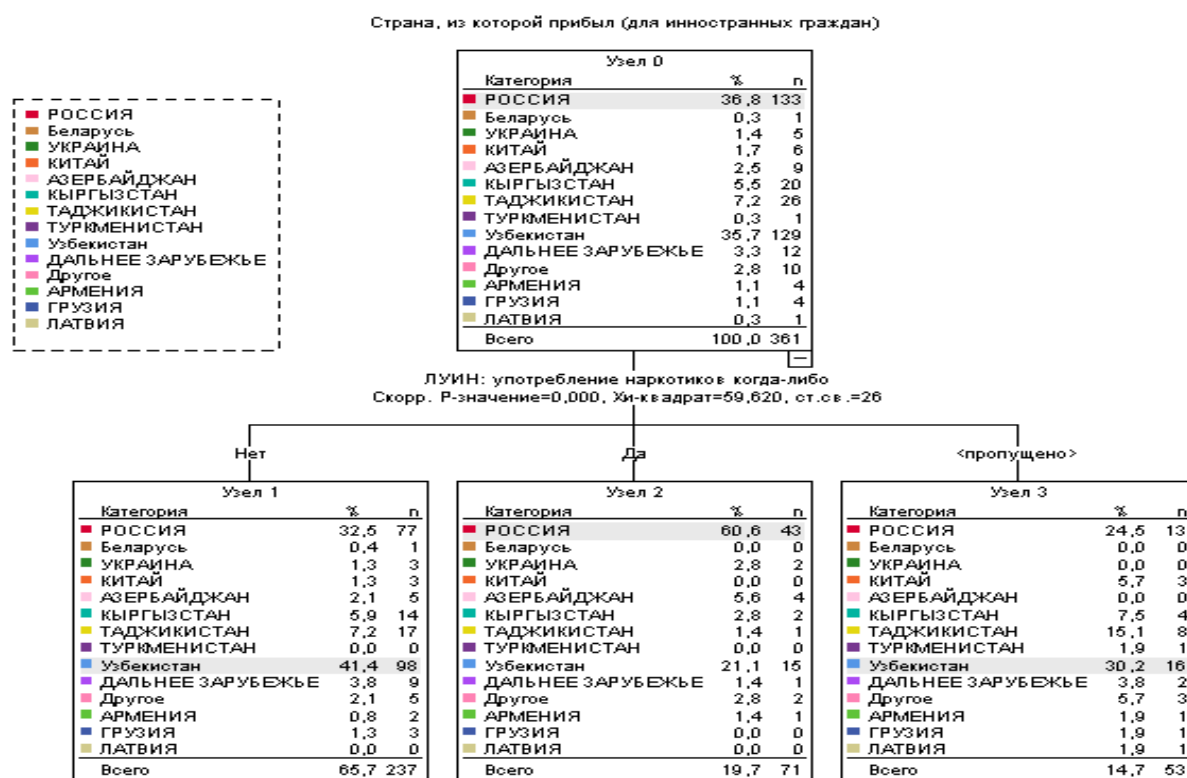 Страна, из которой прибыл (для инностранных граждан)
РОССИЯ
Беларусь
УКРАИНА
КИТАЙ
АЗЕРБАЙДЖАН
КЫРГЫЗСТАН
ТАДЖИКИСТАН
ТУРКМЕНИСТАН
Узбекистан
ДАЛЬНЕЕ ЗАРУБЕЖЬЕ
Другое
АРМЕНИЯ
ГРУЗИЯ
ЛАТВИЯ
Узел 0
Категория % n
РОССИЯ 36,8 133
Беларусь 0,3 1
УКРАИНА 1,4 5
КИТАЙ 1,7 6
АЗЕРБАЙДЖАН 2,5 9
КЫРГЫЗСТАН 5,5 20
ТАДЖИКИСТАН 7,2 26
ТУРКМЕНИСТАН 0,3 1
Узбекистан 35,7 129
ДАЛЬНЕЕ ЗАРУБЕЖЬЕ 3,3 12
Другое 2,8 10
АРМЕНИЯ 1,1 4
ГРУЗИЯ 1,1 4
ЛАТВИЯ 0,3 1
Всего 100,0 361
ЛУИН: употребление наркотиков когда-либо
Скорр. P-значение=0,000, Хи-квадрат=59,620, ст.св.=26
Нет
Узел 1
Категория % n
РОССИЯ 32,5 77
Беларусь 0,4 1
УКРАИНА 1,3 3
КИТАЙ 1,3 3
АЗЕРБАЙДЖАН 2,1 5
КЫРГЫЗСТАН 5,9 14
ТАДЖИКИСТАН 7,2 17
ТУРКМЕНИСТАН 0,0 0
Узбекистан 41,4 98
ДАЛЬНЕЕ ЗАРУБЕЖЬЕ 3,8 9
Другое 2,1 5
АРМЕНИЯ 0,8 2
ГРУЗИЯ 1,3 3
ЛАТВИЯ 0,0 0
Всего 65,7 237
Да
Узел 2
Категория % n
РОССИЯ 60,6 43
Беларусь 0,0 0
УКРАИНА 2,8 2
КИТАЙ 0,0 0
АЗЕРБАЙДЖАН 5,6 4
КЫРГЫЗСТАН 2,8 2
ТАДЖИКИСТАН 1,4 1
ТУРКМЕНИСТАН 0,0 0
Узбекистан 21,1 15
ДАЛЬНЕЕ ЗАРУБЕЖЬЕ 1,4 1
Другое 2,8 2
АРМЕНИЯ 1,4 1
ГРУЗИЯ 0,0 0
ЛАТВИЯ 0,0 0
Всего 19,7 71
<пропущено>
Узел 3
Категория % n
РОССИЯ 24,5 13
Беларусь 0,0 0
УКРАИНА 0,0 0
КИТАЙ 5,7 3
АЗЕРБАЙДЖАН 0,0 0
КЫРГЫЗСТАН 7,5 4
ТАДЖИКИСТАН 15,1 8
ТУРКМЕНИСТАН 1,9 1
Узбекистан 30,2 16
ДАЛЬНЕЕ ЗАРУБЕЖЬЕ 3,8 2
Другое 5,7 3
АРМЕНИЯ 1,9 1
ГРУЗИЯ 1,9 1
ЛАТВИЯ 1,9 1
Всего 14,7 53